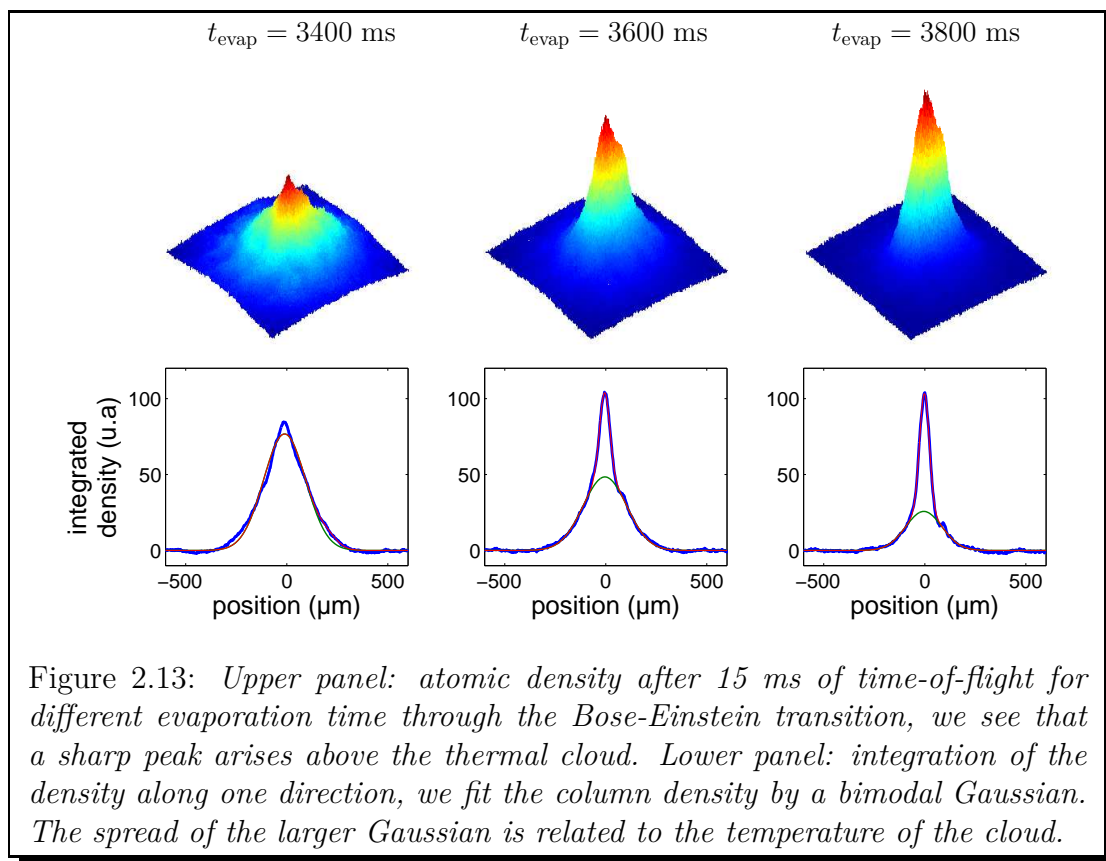 t_evap = 3400 ms t_evap = 3600 ms t_evap = 3800 ms
integrated
density (u.a)
100
50
0
−500 0 500
position (µm)
100
50
0
−500 0 500
position (µm)
100
50
0
−500 0 500
position (µm)
Figure 2.13: Upper panel: atomic density after 15 ms of time-of-flight for
different evaporation time through the Bose-Einstein transition, we see that
a sharp peak arises above the thermal cloud. Lower panel: integration of the
density along one direction, we fit the column density by a bimodal Gaussian.
The spread of the larger Gaussian is related to the temperature of the cloud.